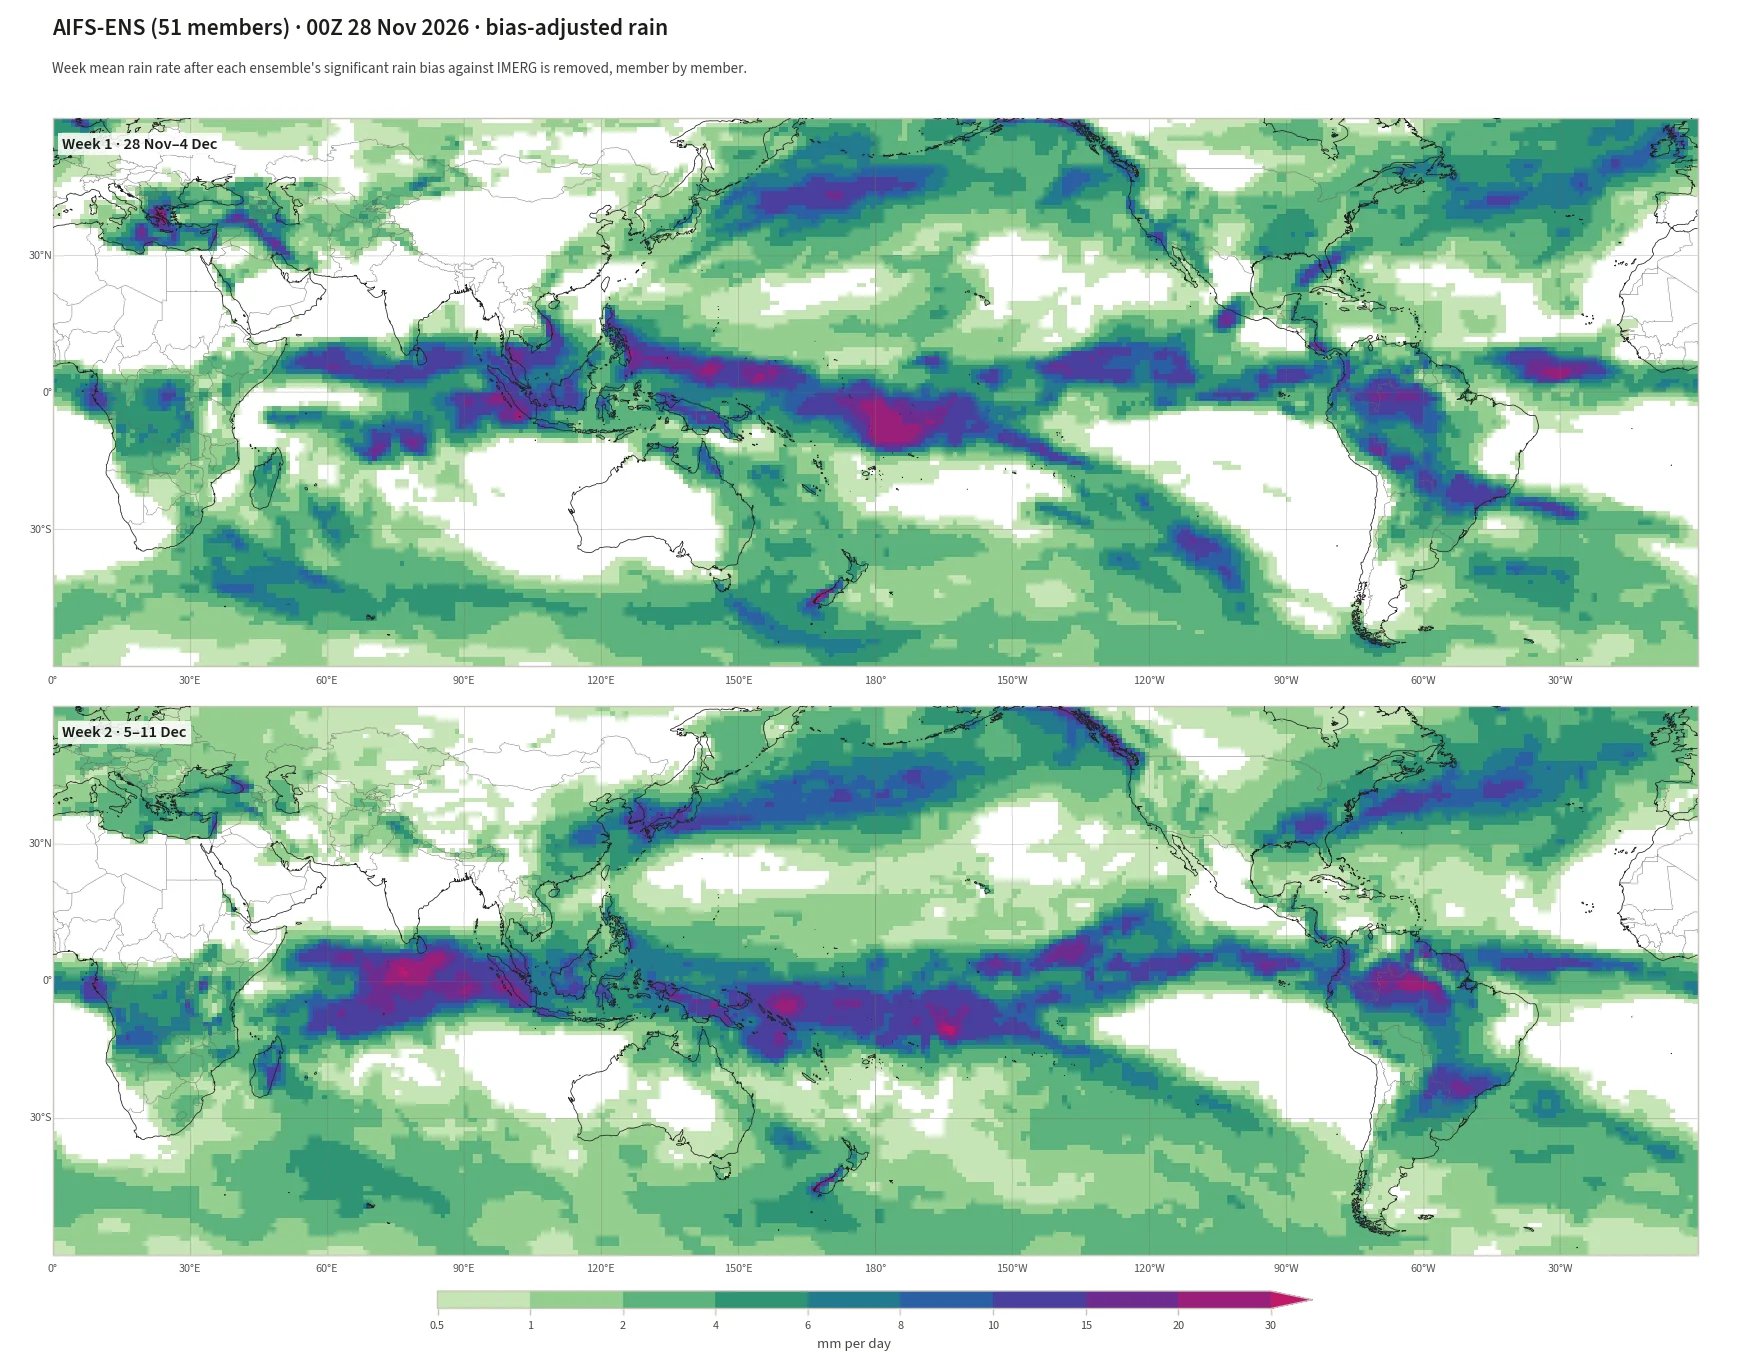 AIFS-ENS (51 members) · 00Z 28 Nov 2026 · bias-adjusted rain
Week mean rain rate after each ensemble's significant rain bias against IMERG is removed, member by member.
Week 1 · 28 Nov–4 Dec
30°N
0°
30°S
0° 30°E 60°E 90°E 120°E 150°E 180° 150°W 120°W 90°W 60°W 30°W
Week 2 · 5–11 Dec
30°N
0°
30°S
0° 30°E 60°E 90°E 120°E 150°E 180° 150°W 120°W 90°W 60°W 30°W
0.5 1 2 4 6 8 10 15 20 30
mm per day